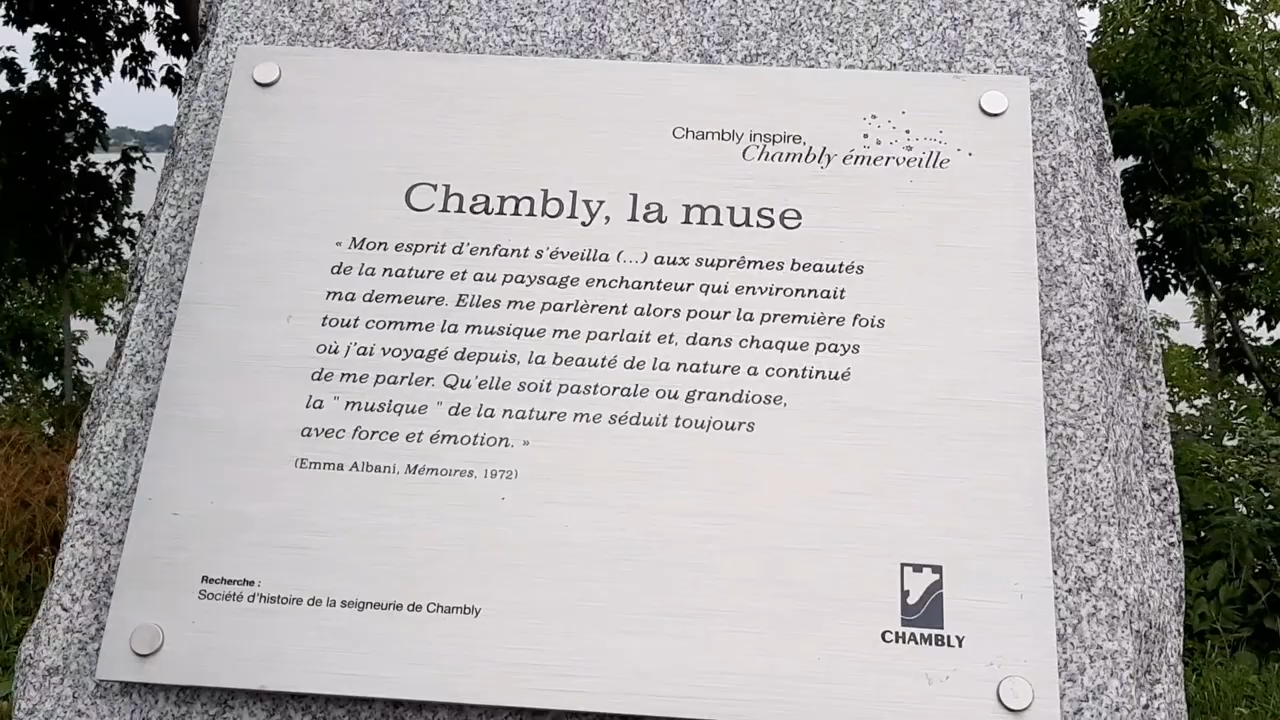 Chambly inspire,
Chambly émerveille
Chambly, la muse
« Mon esprit d'enfant s'éveilla (...) aux suprêmes beautés
de la nature et au paysage enchanteur qui environnait
ma demeure. Elles me parlèrent alors pour la première fois
tout comme la musique me parlait et, dans chaque pays
où j'ai voyagé depuis, la beauté de la nature a continué
de me parler. Qu'elle soit pastorale ou grandiose,
la " musique " de la nature me séduit toujours
avec force et émotion. »
(Emma Albani, Mémoires, 1972)
Recherche :
Société d'histoire de la seigneurie de Chambly
CHAMBLY